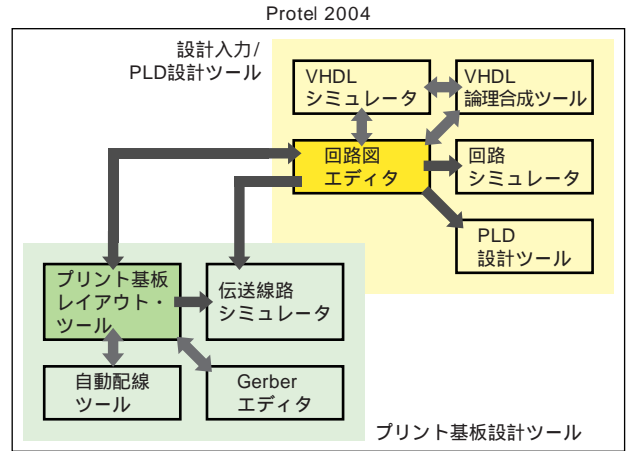 Protel 2004
設計入力/
PLD設計ツール
VHDL
シミュレータ
VHDL
論理合成ツール
回路図
エディタ
回路
シミュレータ
PLD
設計ツール
プリント基板
レイアウト・
ツール
伝送線路
シミュレータ
自動配線
ツール
Gerber
エディタ
プリント基板設計ツール